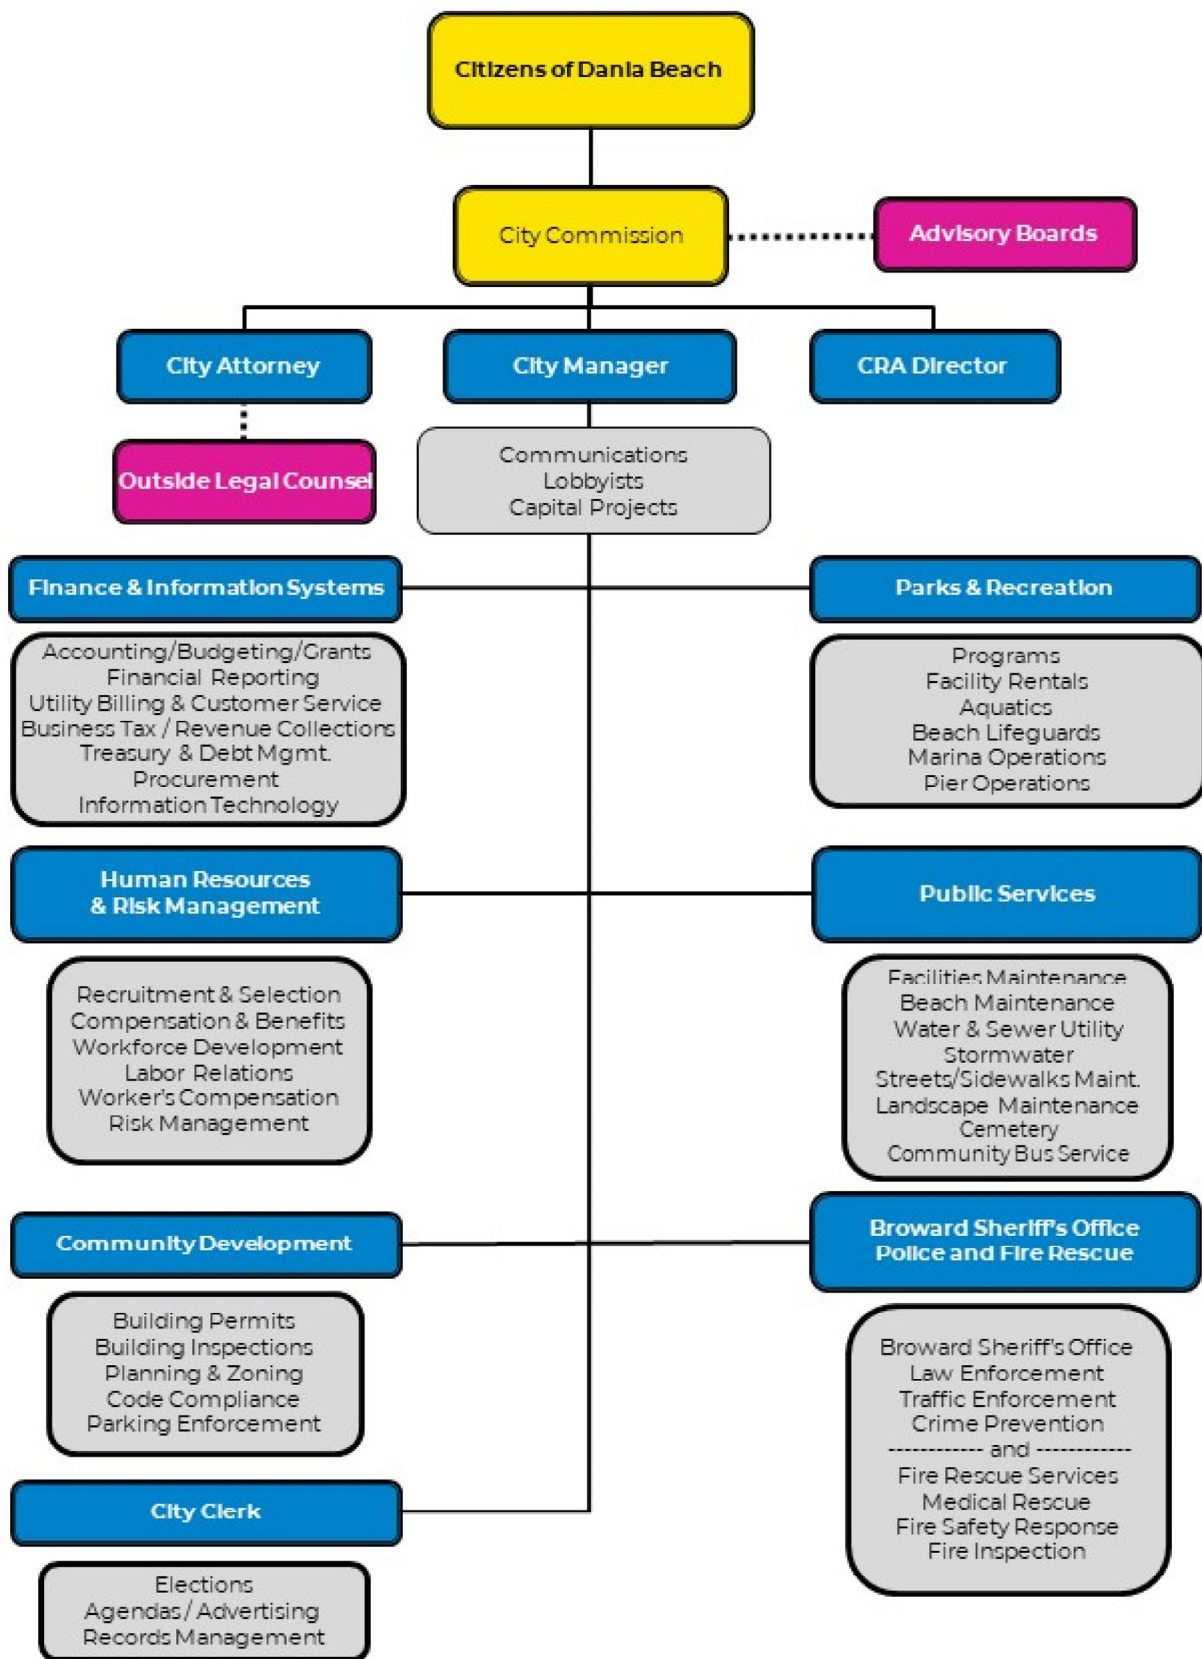 Citizens of Dania Beach
City Commission
Advisory Boards
City Attorney
City Manager
CRA Director
Outside Legal Counsel
Communications
Lobbyists
Capital Projects
Finance & Information Systems
Accounting/Budgeting/Grants
Financial Reporting
Utility Billing & Customer Service
Business Tax / Revenue Collections
Treasury & Debt Mgmt.
Procurement
Information Technology
Parks & Recreation
Programs
Facility Rentals
Aquatics
Beach Lifeguards
Marina Operations
Pier Operations
Human Resources
& Risk Management
Recruitment & Selection
Compensation & Benefits
Workforce Development
Labor Relations
Worker's Compensation
Risk Management
Public Services
Facilities Maintenance
Beach Maintenance
Water & Sewer Utility
Stormwater
Streets/Sidewalks Maint.
Landscape Maintenance
Cemetery
Community Bus Service
Community Development
Building Permits
Building Inspections
Planning & Zoning
Code Compliance
Parking Enforcement
Broward Sheriff's Office
Police and Fire Rescue
Broward Sheriff's Office
Law Enforcement
Traffic Enforcement
Crime Prevention
------------ and ------------
Fire Rescue Services
Medical Rescue
Fire Safety Response
Fire Inspection
City Clerk
Elections
Agendas / Advertising
Records Management